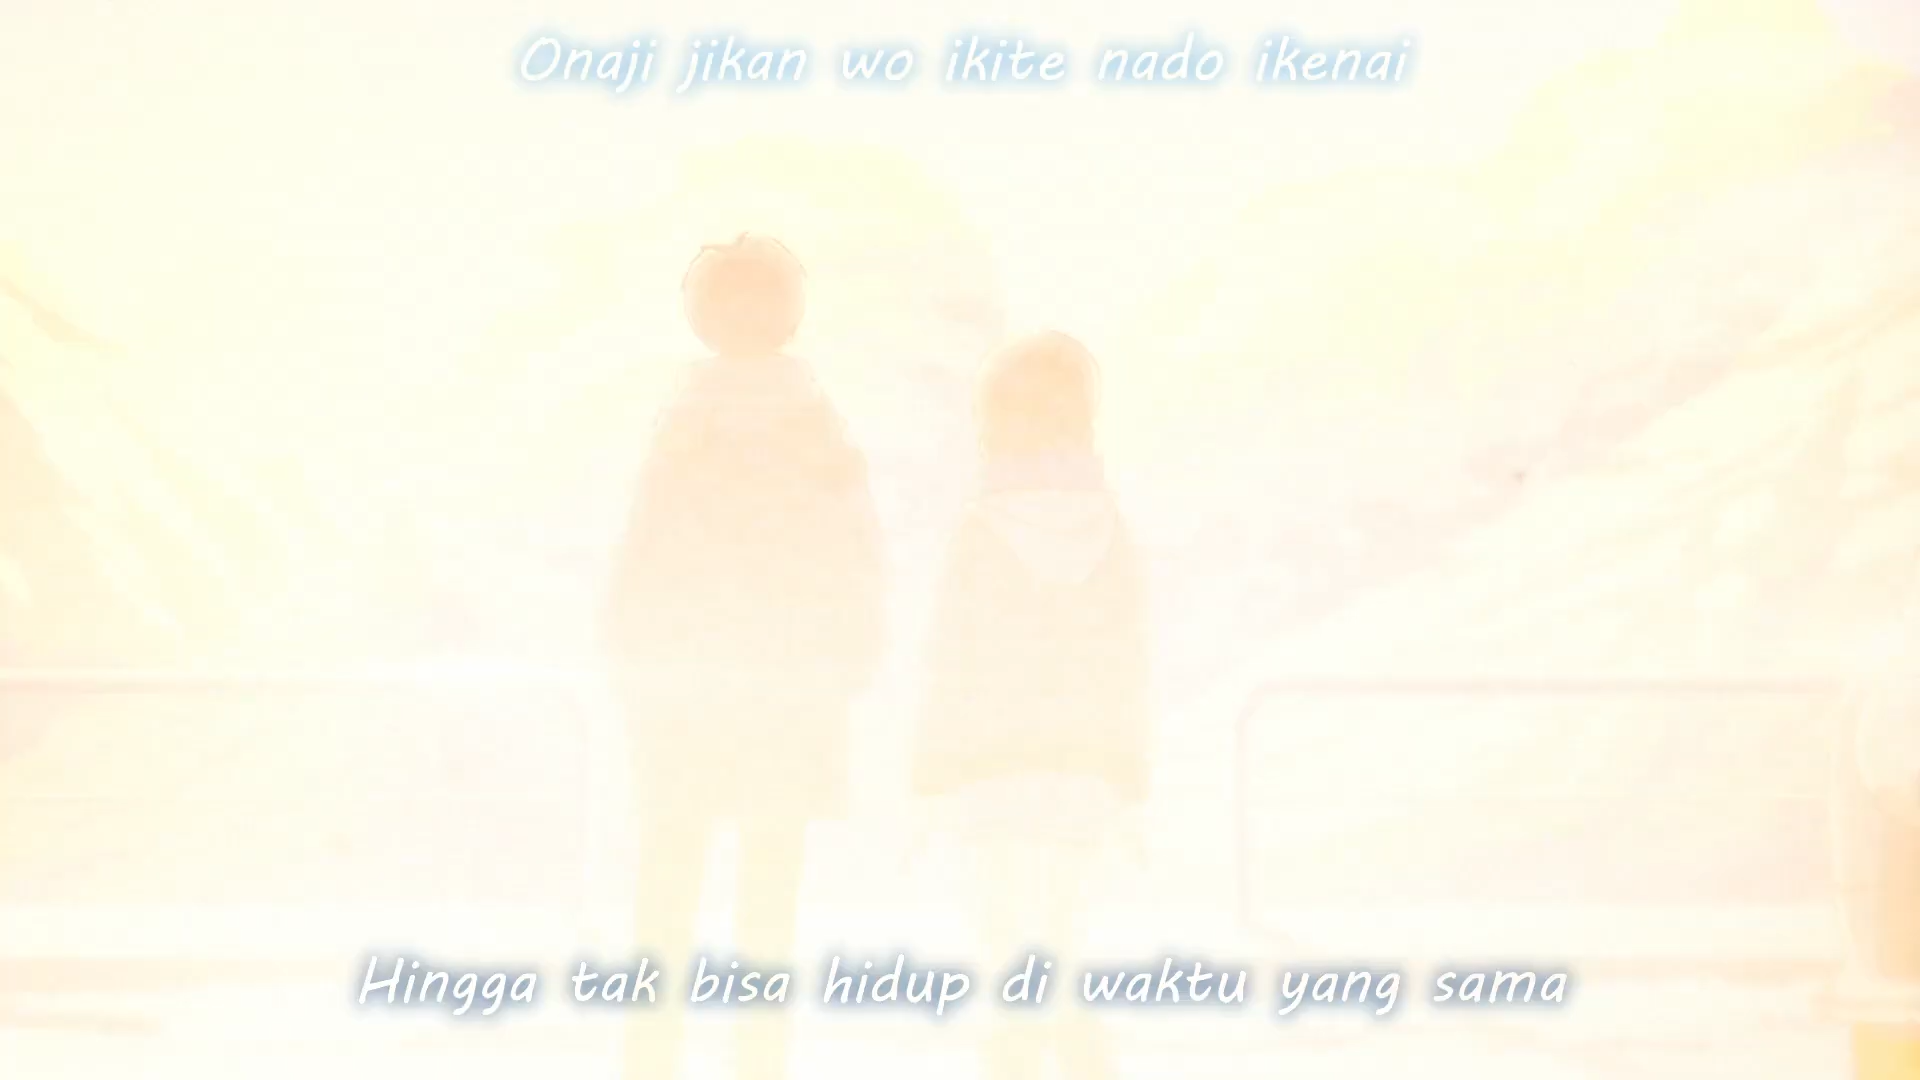 Onaji jikan wo ikite nado ikenai
Hingga tak bisa hidup di waktu yang sama